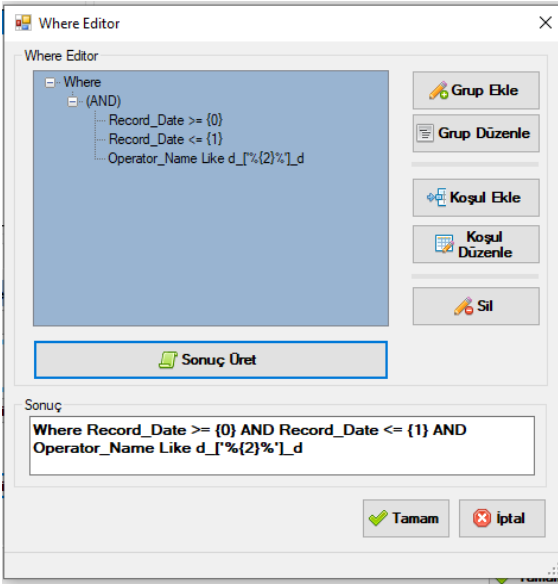 Where Editor
Where Editor
Where
(AND)
Record_Date >= {0}
Record_Date <= {1}
Operator_Name Like d_['%{2}%']_d
Grup Ekle
Grup Düzenle
Koşul Ekle
Koşul
Düzenle
Sil
Sonuç Üret
Sonuç
Where Record_Date >= {0} AND Record_Date <= {1} AND
Operator_Name Like d_['%{2}%']_d
Tamam
İptal